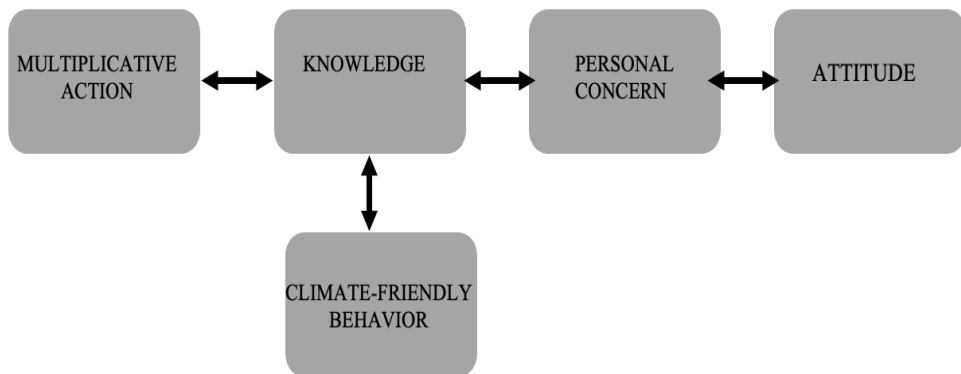 MULTIPLICATIVE
ACTION
KNOWLEDGE
PERSONAL
CONCERN
ATTITUDE
CLIMATE-FRIENDLY
BEHAVIOR